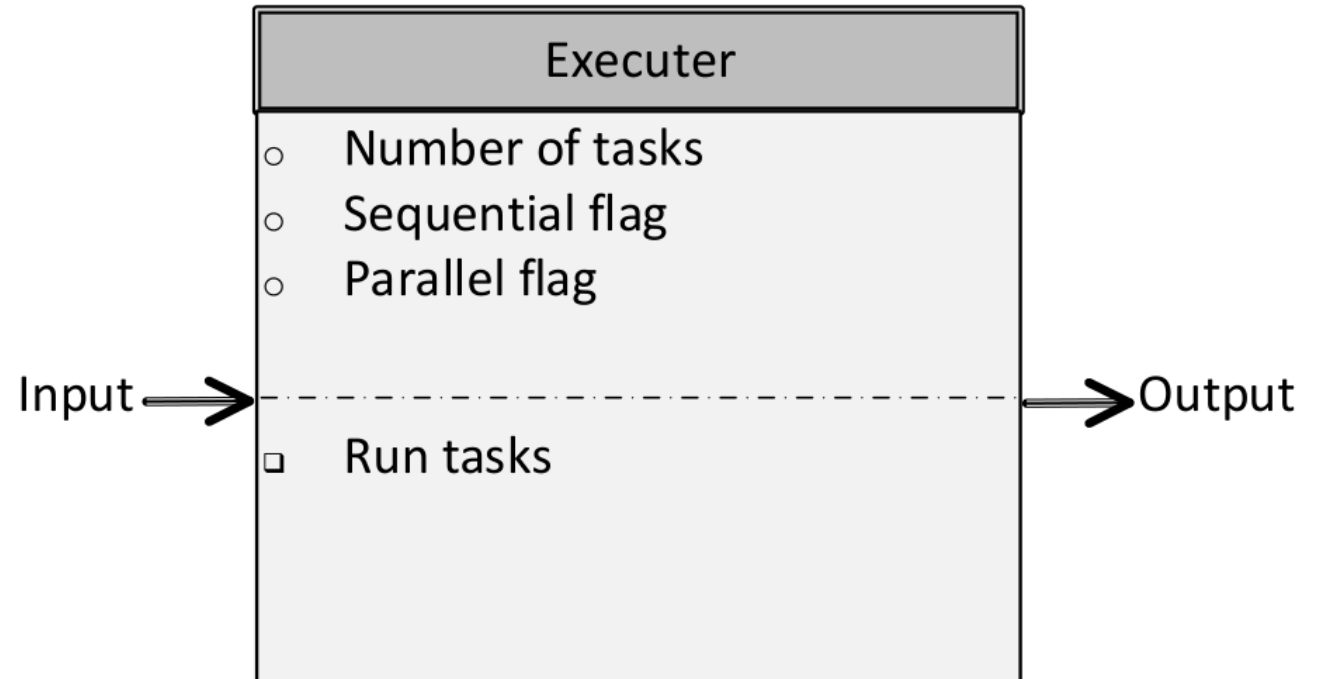 Executer
Number of tasks
Sequential flag
Parallel flag
Input
Output
Run tasks